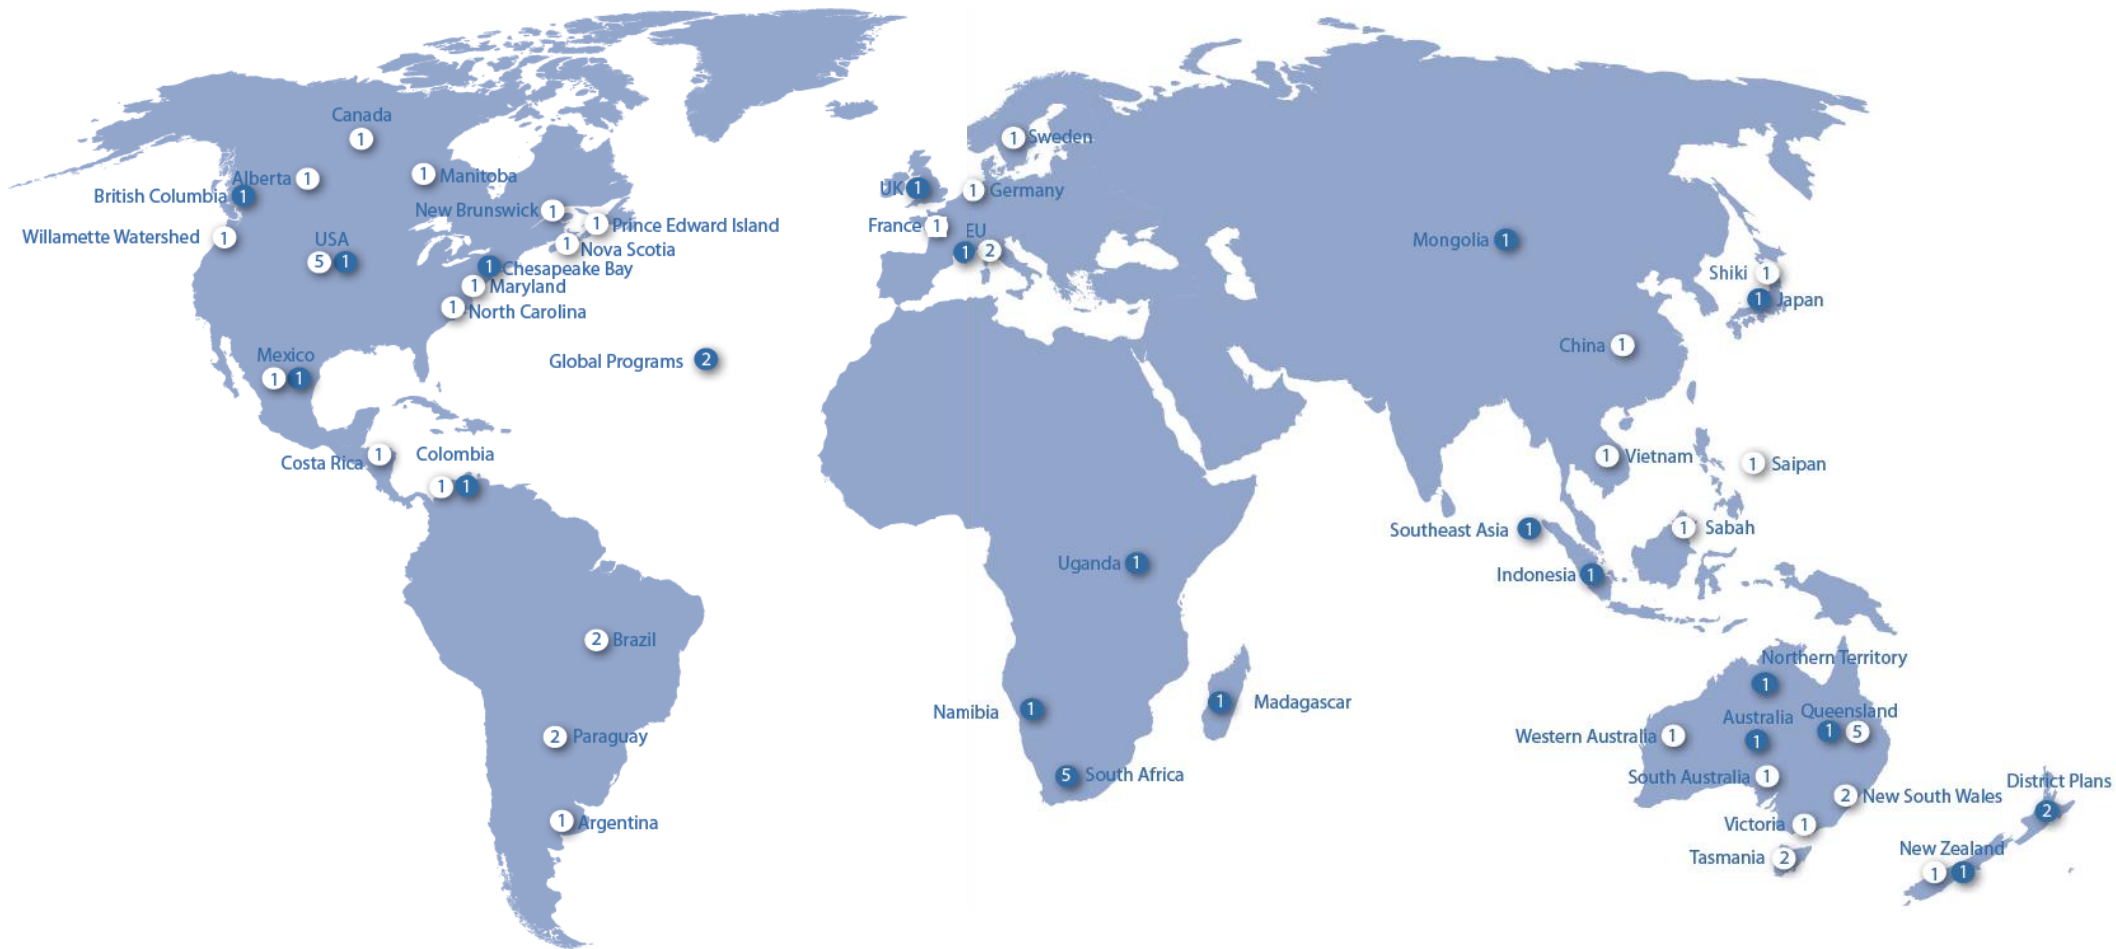 Canada
1
Alberta 1
1 Manitoba
British Columbia 1
New Brunswick 1
1 Prince Edward Island
Willamette Watershed 1
USA
5 1
1 Nova Scotia
1 Chesapeake Bay
1 Maryland
1 North Carolina
Mexico
1 1
Global Programs 2
Costa Rica 1
Colombia
1 1
2 Brazil
2 Paraguay
1 Argentina
1 Sweden
UK 1
1 Germany
France 1
EU
1 2
Mongolia 1
Shiki 1
1 Japan
China 1
1 Vietnam
1 Saipan
Southeast Asia 1
1 Sabah
Indonesia 1
Uganda 1
Namibia 1
1 Madagascar
5 South Africa
Northern Territory
1
Australia
1
Queensland
1 5
Western Australia 1
South Australia 1
2 New South Wales
Victoria 1
Tasmania 2
District Plans
2
New Zealand
1 1